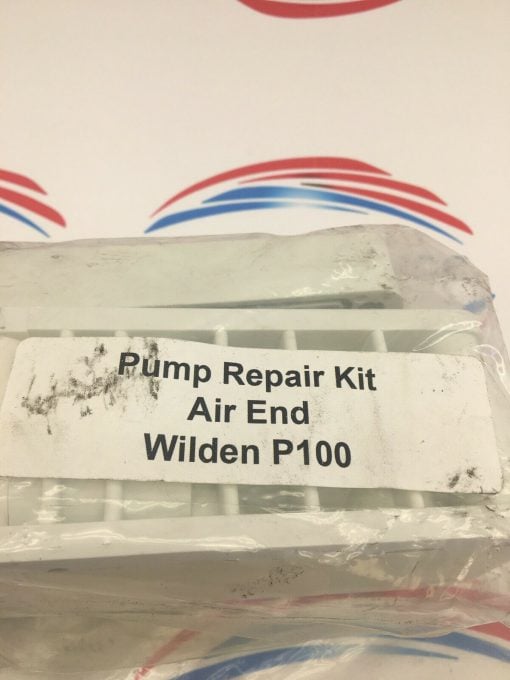 Pump Repair Kit
Air End
Wilden P100